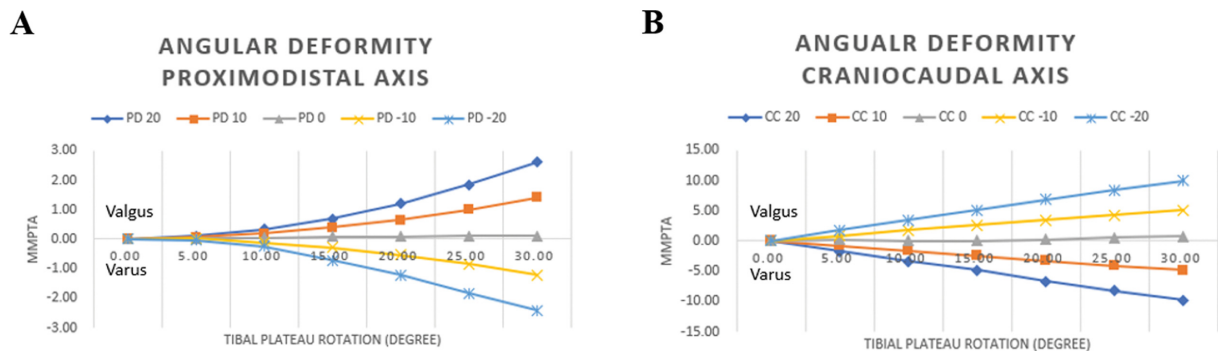 A
ANGULAR DEFORMITY
PROXIMODISTAL AXIS
PD 20 PD 10 PD 0 PD -10 PD -20
3.00
2.00
1.00
0.00
-1.00
-2.00
-3.00
MMPTA
Valgus
Varus
0.00 5.00 10.00 15.00 20.00 25.00 30.00
TIBAL PLATEAU ROTATION (DEGREE)
B
ANGUALR DEFORMITY
CRANIOCAUDAL AXIS
CC 20 CC 10 CC 0 CC -10 CC -20
15.00
10.00
5.00
0.00
-5.00
-10.00
-15.00
MMPTA
Valgus
Varus
0.00 5.00 10.00 15.00 20.00 25.00 30.00
TIBAL PLATEAU ROTATION (DEGREE)